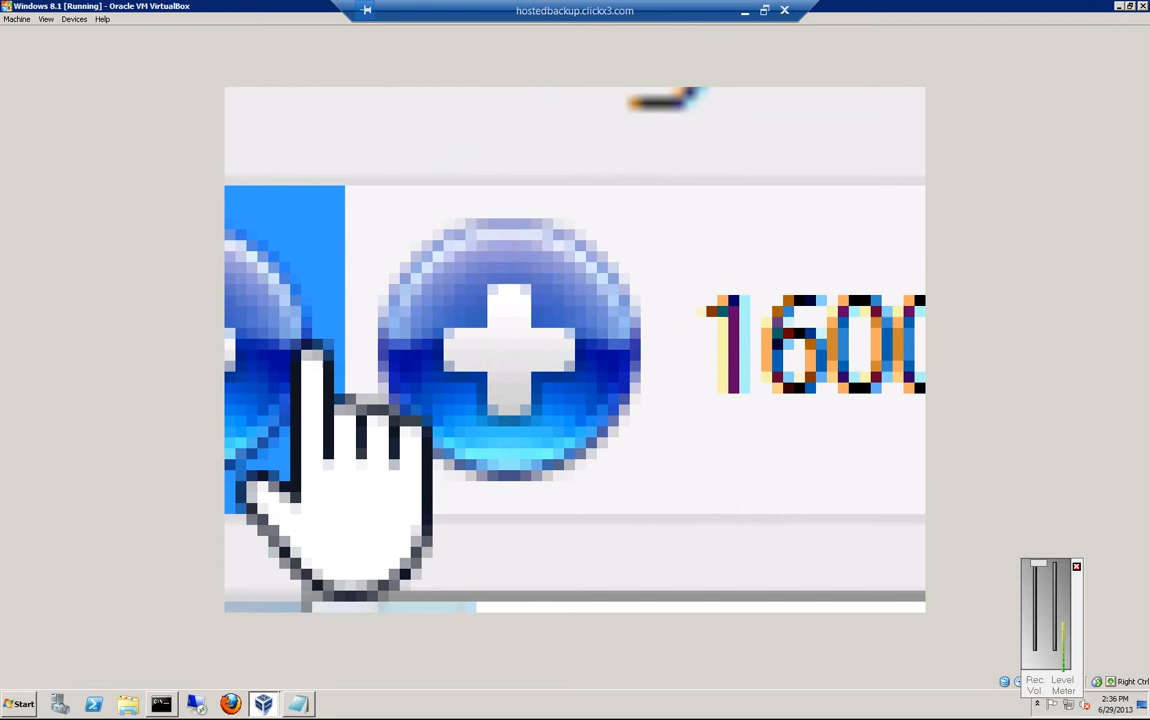 Windows 8.1 [Running] - Oracle VM VirtualBox
hostedbackup.clickx3.com
Machine View Devices Help
1600
Rec. Vol.
Level Meter
Right Ctrl
Start
C:\.
2:36 PM
6/29/2013